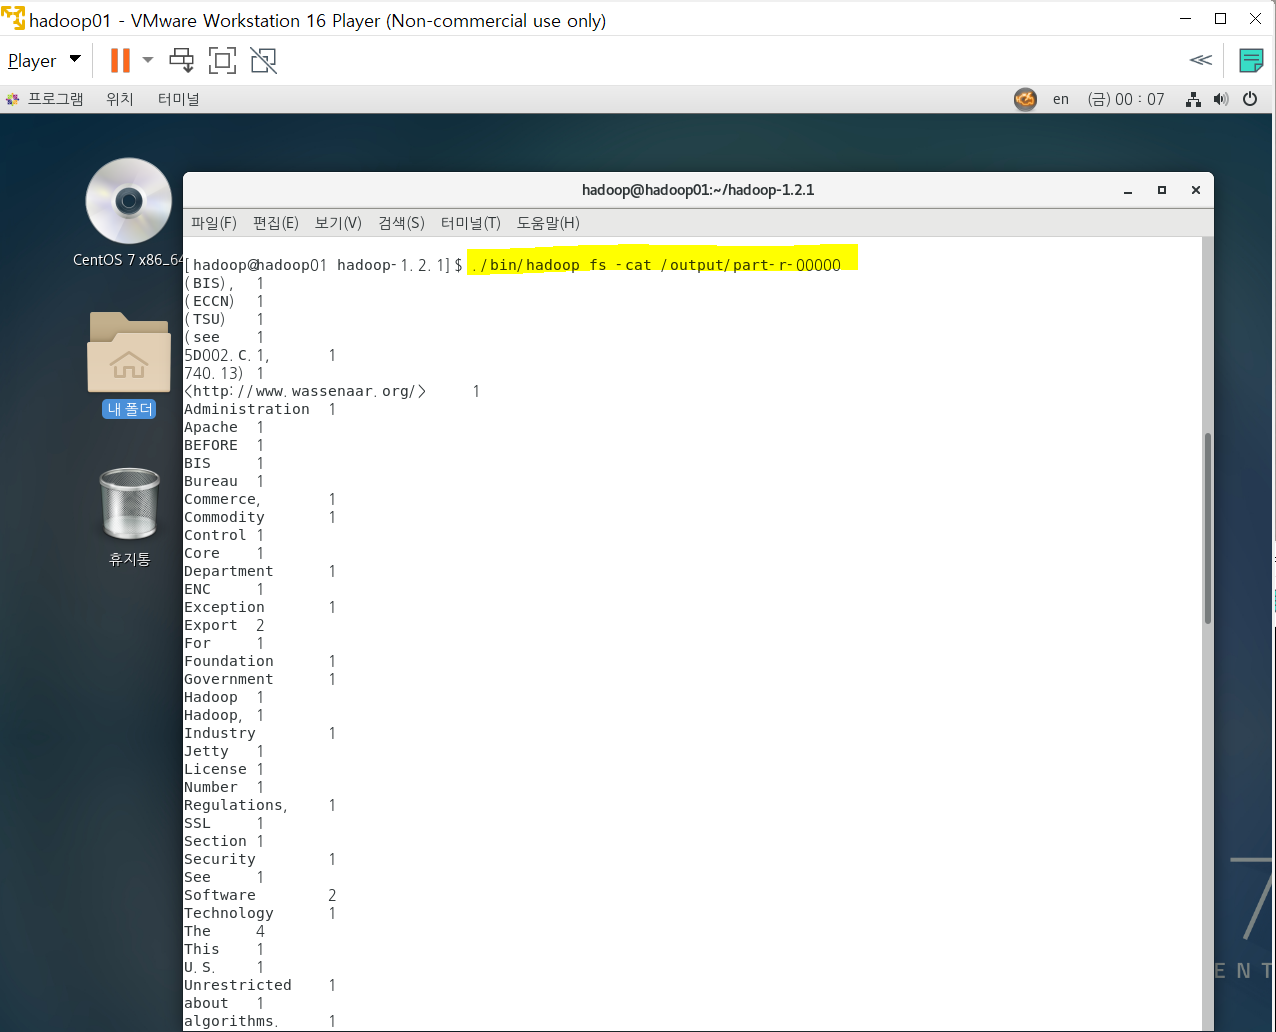 hadoop01 - VMware Workstation 16 Player (Non-commercial use only)
Player
프로그램 위치 터미널 en (금) 00 : 07
CentOS 7 x86_64
내 폴더
휴지통
hadoop@hadoop01:~/hadoop-1.2.1
파일(F) 편집(E) 보기(V) 검색(S) 터미널(T) 도움말(H)
[hadoop@hadoop01 hadoop-1.2.1]$ ./bin/hadoop fs -cat /output/part-r-00000
(BIS), 1
(ECCN) 1
(TSU) 1
(see 1
5D002.C.1, 1
740.13) 1
<http://www.wassenaar.org/> 1
Administration 1
Apache 1
BEFORE 1
BIS 1
Bureau 1
Commerce, 1
Commodity 1
Control 1
Core 1
Department 1
ENC 1
Exception 1
Export 2
For 1
Foundation 1
Government 1
Hadoop 1
Hadoop, 1
Industry 1
Jetty 1
License 1
Number 1
Regulations, 1
SSL 1
Section 1
Security 1
See 1
Software 2
Technology 1
The 4
This 1
U.S. 1
Unrestricted 1
about 1
algorithms. 1
7
ENT